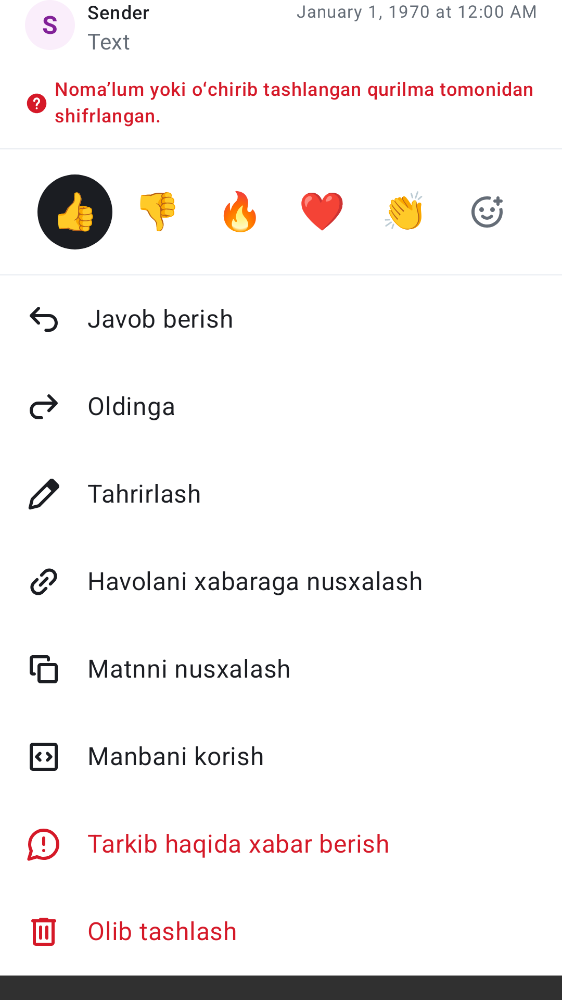 S
Sender
January 1, 1970 at 12:00 AM
Text
Noma’lum yoki o‘chirib tashlangan qurilma tomonidan
shifrlangan.
Javob berish
Oldinga
Tahrirlash
Havolani xabaraga nusxalash
Matnni nusxalash
Manbani korish
Tarkib haqida xabar berish
Olib tashlash